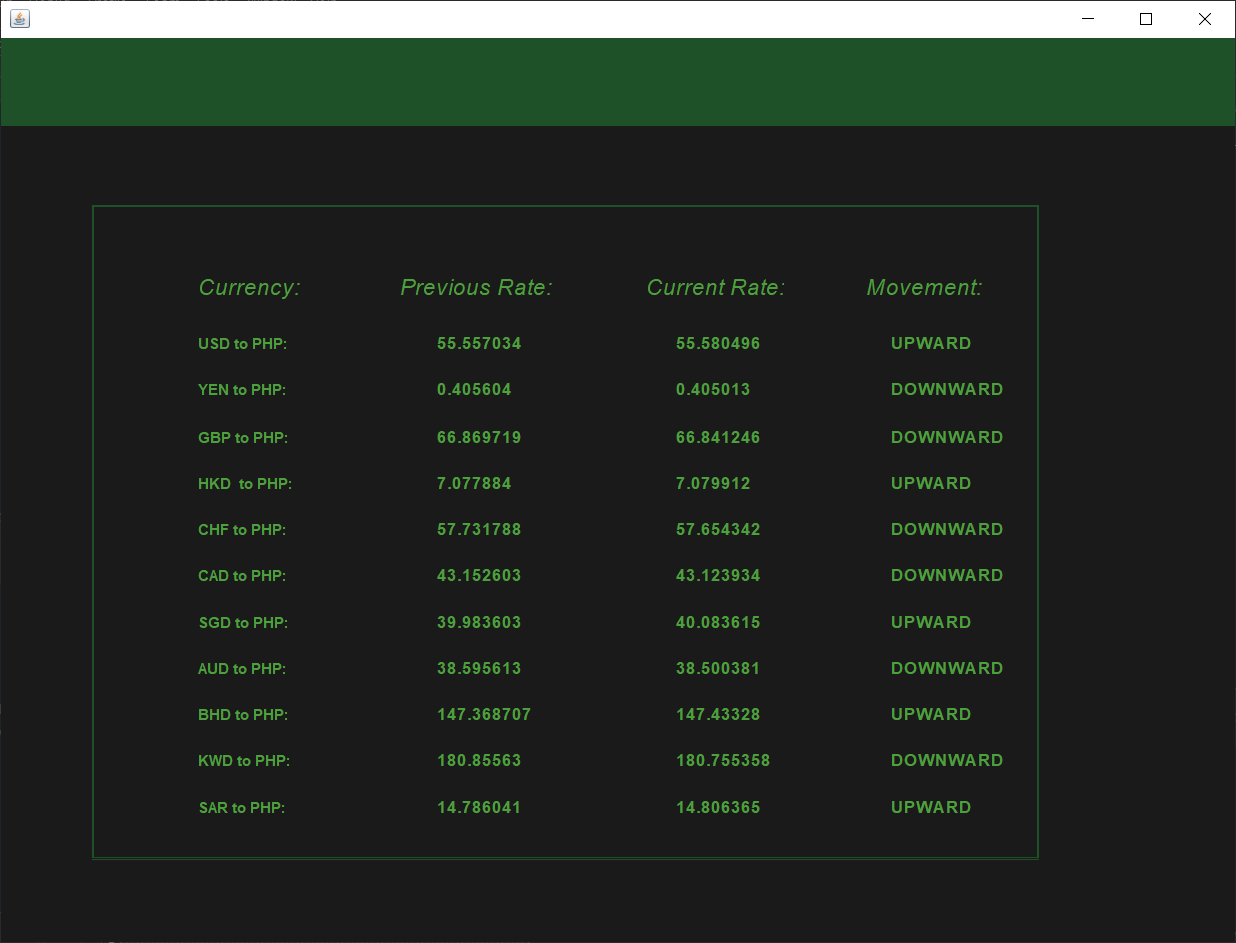 Currency: Previous Rate: Current Rate: Movement:
USD to PHP: 55.557034 55.580496 UPWARD
YEN to PHP: 0.405604 0.405013 DOWNWARD
GBP to PHP: 66.869719 66.841246 DOWNWARD
HKD  to PHP: 7.077884 7.079912 UPWARD
CHF to PHP: 57.731788 57.654342 DOWNWARD
CAD to PHP: 43.152603 43.123934 DOWNWARD
SGD to PHP: 39.983603 40.083615 UPWARD
AUD to PHP: 38.595613 38.500381 DOWNWARD
BHD to PHP: 147.368707 147.43328 UPWARD
KWD to PHP: 180.85563 180.755358 DOWNWARD
SAR to PHP: 14.786041 14.806365 UPWARD